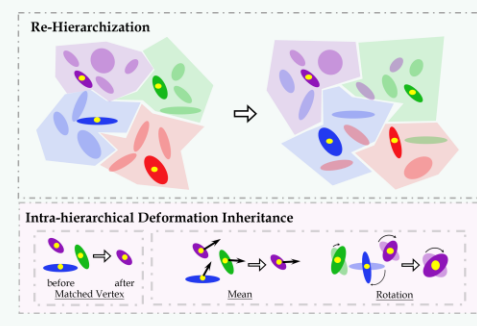 Re-Hierarchization
Intra-hierarchical Deformation Inheritance
before
after
Matched Vertex
Mean
Rotation